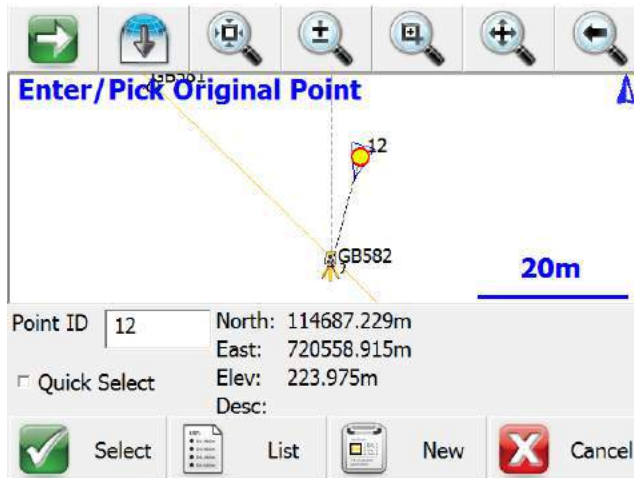 GB581
Enter/Pick Original Point
12
GB582
20m
Point ID 12 North: 114687.229m
East: 720558.915m
Quick Select Elev: 223.975m
Desc:
Select List New Cancel